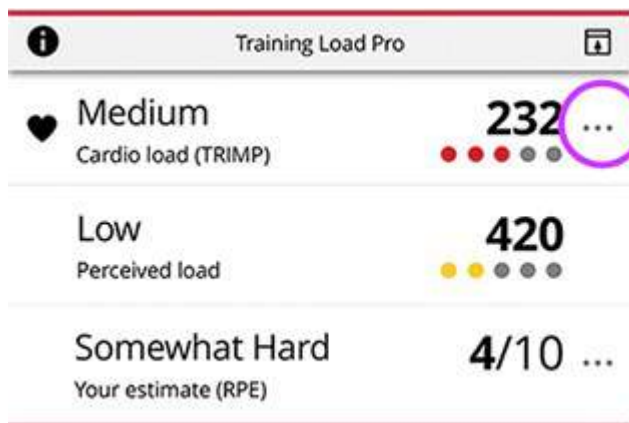 Training Load Pro
Medium 232 ...
Cardio load (TRIMP)
Low 420
Perceived load
Somewhat Hard 4/10 ...
Your estimate (RPE)